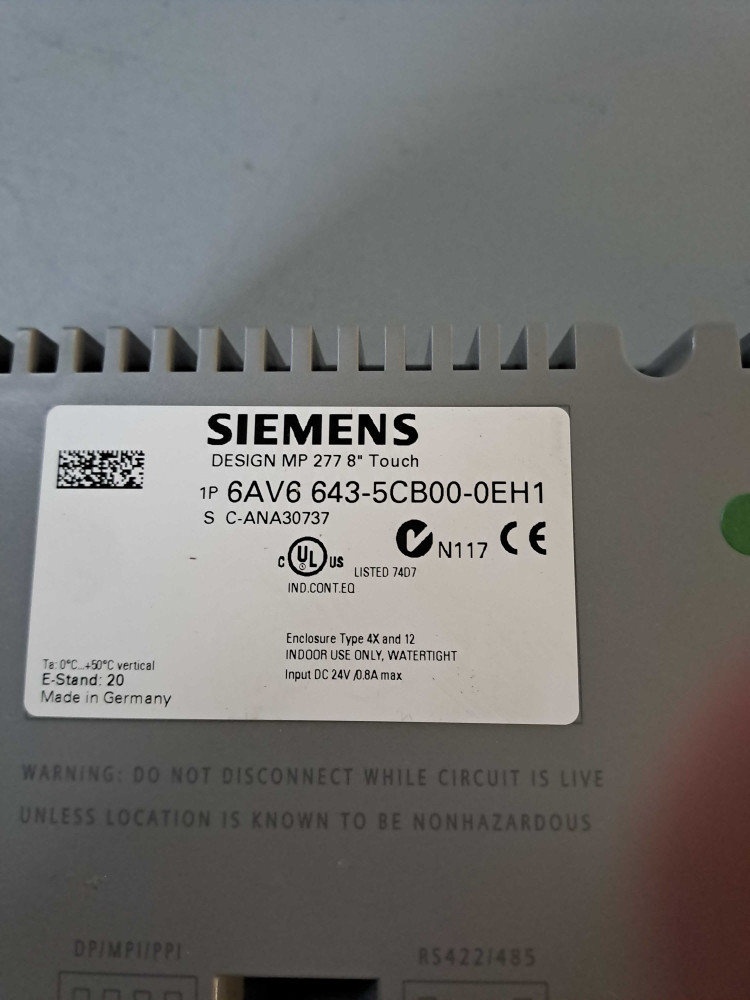 SIEMENS
DESIGN MP 277 8" Touch
1P 6AV6 643-5CB00-0EH1
S C-ANA30737
N117 CE
C UL US LISTED 74D7
IND.CONT.EQ
Enclosure Type 4X and 12
INDOOR USE ONLY, WATERTIGHT
Input DC 24V /0.8A max
Ta: 0°C...+50°C vertical
E-Stand: 20
Made in Germany
WARNING: DO NOT DISCONNECT WHILE CIRCUIT IS LIVE
UNLESS LOCATION IS KNOWN TO BE NONHAZARDOUS
DP/MPI/PPI
RS422/485